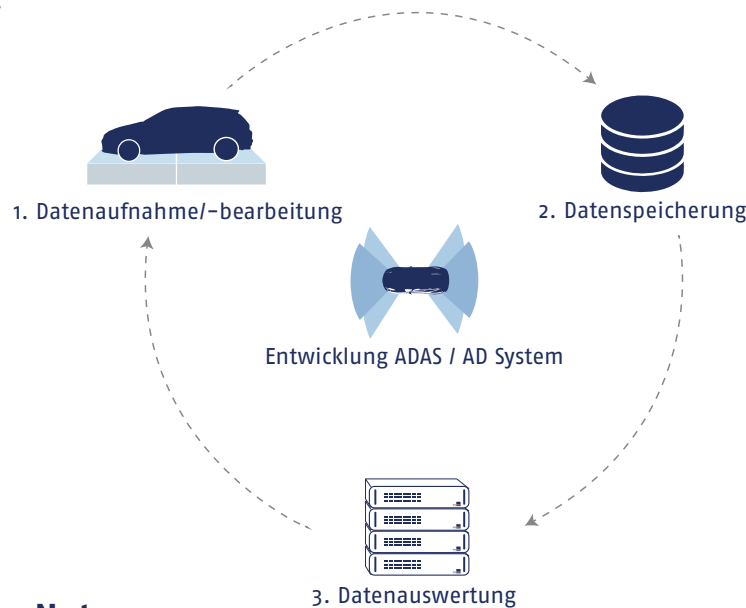 1. Datenaufnahme/-bearbeitung
2. Datenspeicherung
Entwicklung ADAS / AD System
3. Datenauswertung